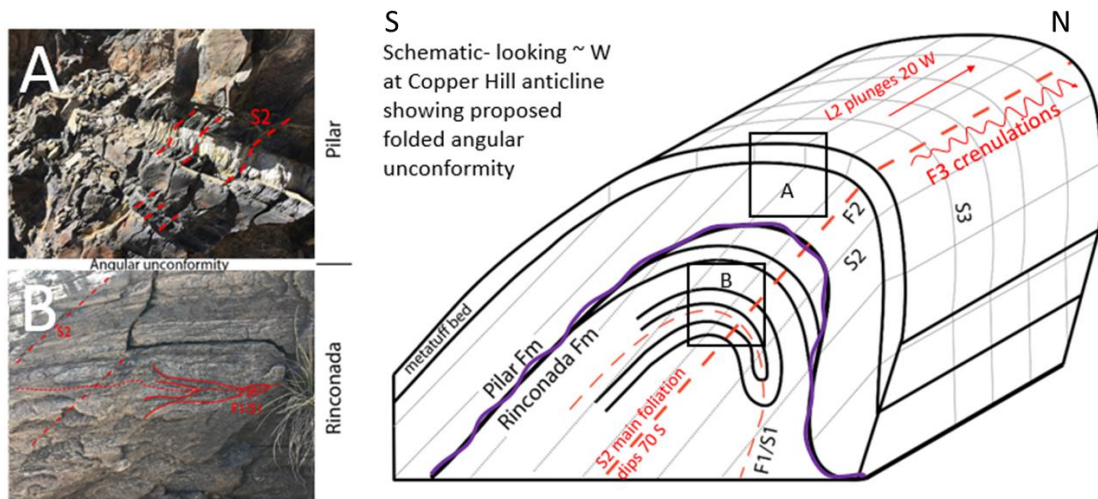 A
S2
Pilar
Angular unconformity
B
S2
F1/S1
Rinconada
S
N
Schematic- looking ~ W
at Copper Hill anticline
showing proposed
folded angular
unconformity
L2 plunges 20 W
F3 crenulations
A
F2
S2
S3
B
metatuff bed
Pilar Fm
Rinconada Fm
S2 main foliation
dips 70 S
F1/S1